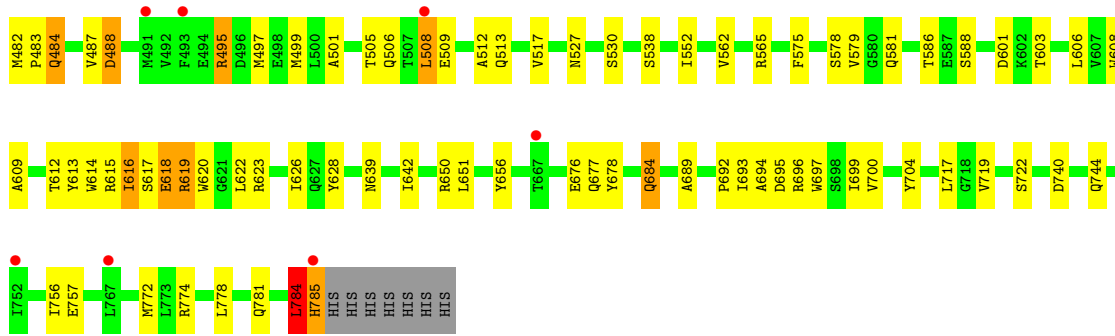 M482 P483 Q484 V487 D488 M491 V492 F493 E494 R495 D496 M497 E498 M499 L500 A501 T505 Q506 T507 L508 E509 A512 Q513 V517 N527 S530 S538 I552 V562 R565 F575 S578 V579 G580 Q581 T586 E587 S588 D601 K602 T603 L606 V607 W608
A609 T612 Y613 W614 R615 I616 S617 E618 R619 W620 G621 L622 R623 I626 Q627 Y628 N639 I642 R650 L651 Y656 T667 E676 Q677 Y678 Q684 A689 P692 I693 A694 D695 R696 W697 S698 I699 V700 Y704 L717 G718 V719 S722 D740 Q744
I752 I756 E757 L767 M772 L773 R774 L778 Q781 L784 H785 HIS HIS HIS HIS HIS HIS HIS